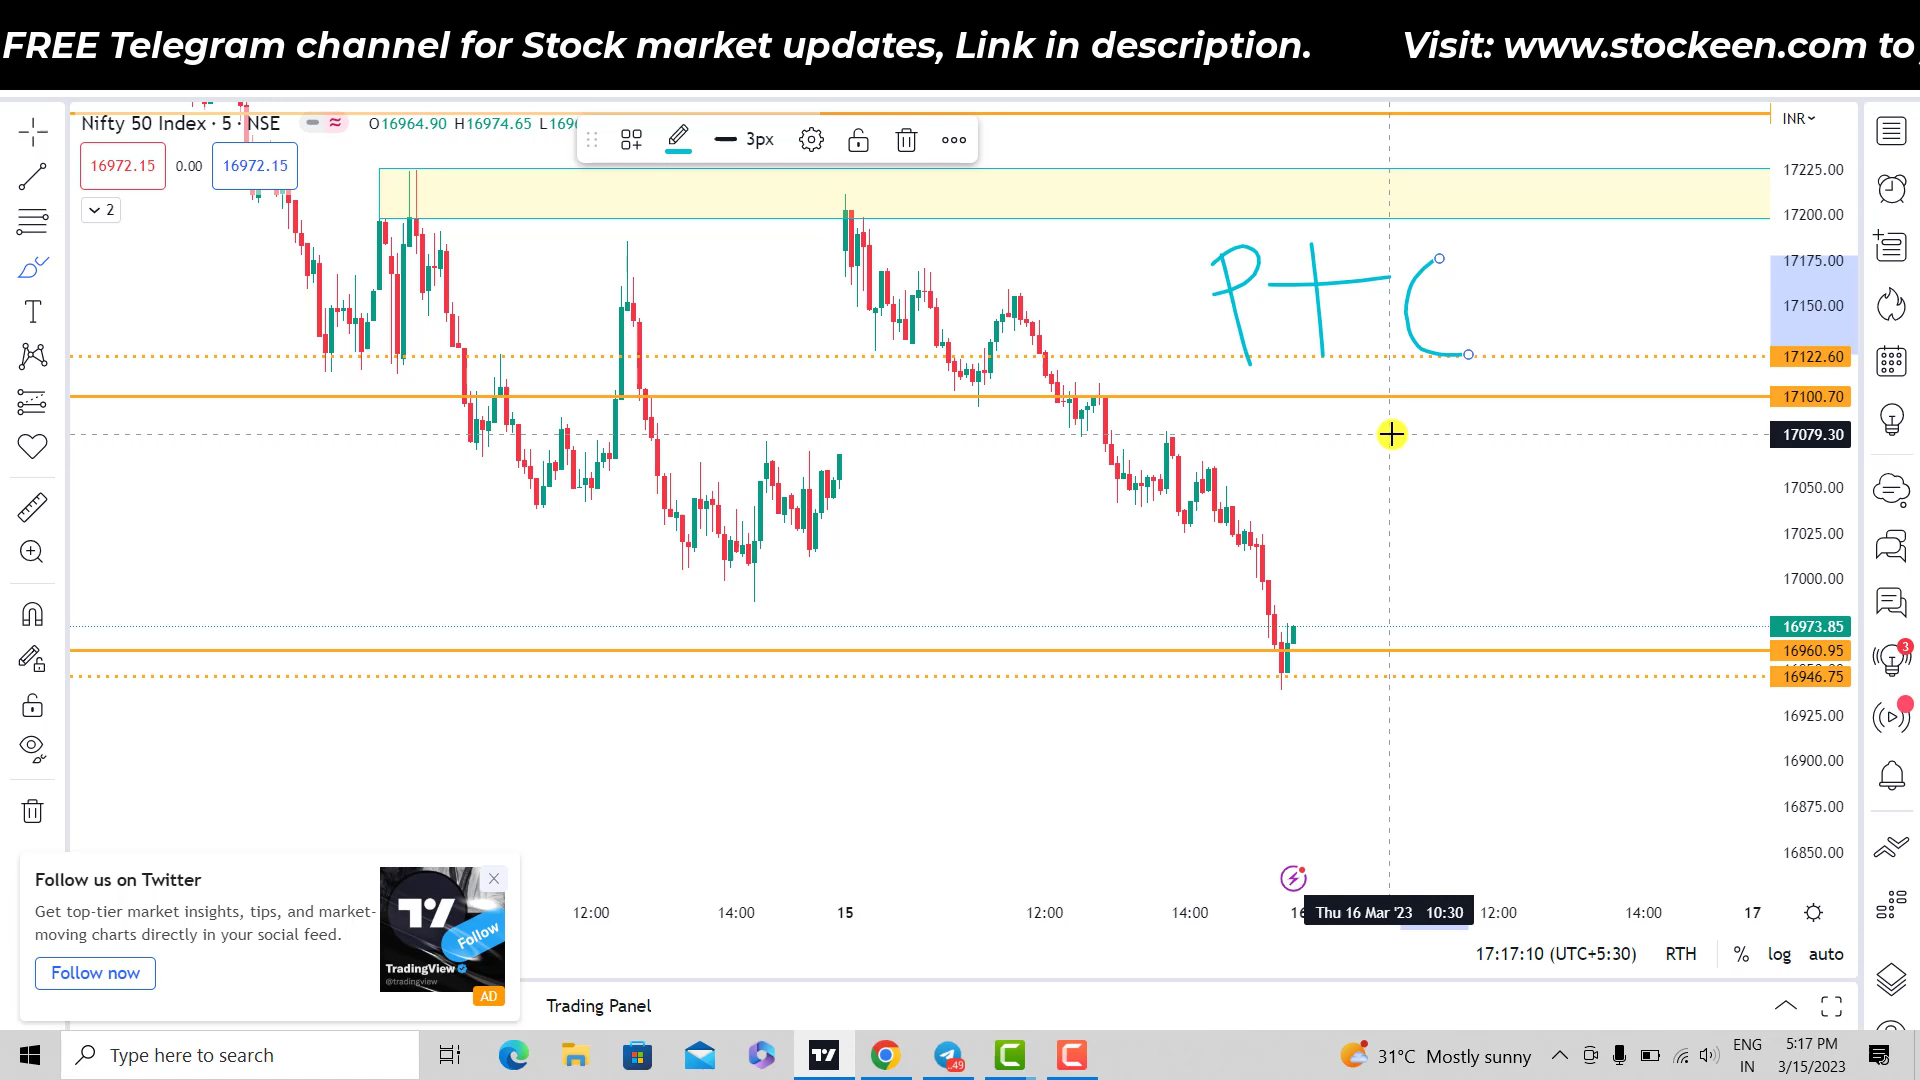 FREE Telegram channel for Stock market updates, Link in description. Visit: www.stockeen.com to
Nifty 50 Index · 5 · NSE O16964.90 H16974.65 L1696
3px
INR
16972.15 0.00 16972.15
2
P+C
17225.00
17200.00
17175.00
17150.00
17122.60
17100.70
17079.30
17050.00
17025.00
17000.00
16973.85
16960.95
16946.75
16925.00
16900.00
16875.00
16850.00
3
Follow us on Twitter
Get top-tier market insights, tips, and market-
moving charts directly in your social feed.
Follow now
Follow
TradingView
@tradingview
AD
12:00 14:00 15 12:00 14:00 16 Thu 16 Mar '23 10:30 12:00 14:00 17
17:17:10 (UTC+5:30) RTH % log auto
Trading Panel
Type here to search
49
31°C Mostly sunny
ENG
IN
5:17 PM
3/15/2023